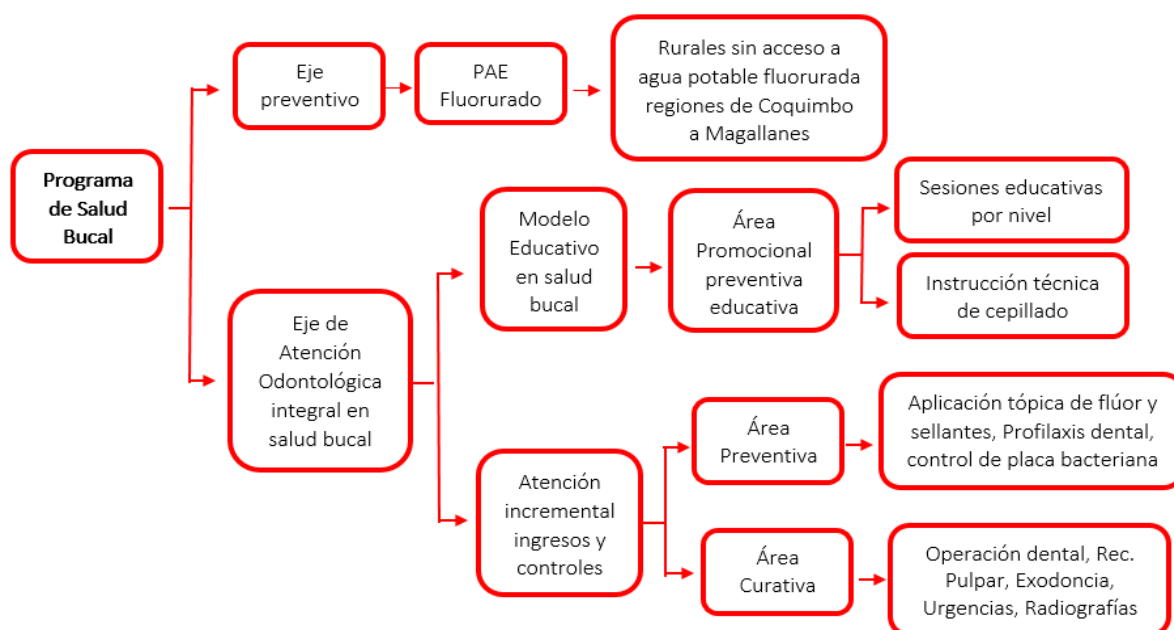 Programa
de Salud
Bucal
Eje
preventivo
PAE
Fluorurado
Rurales sin acceso a
agua potable fluorurada
regiones de Coquimbo
a Magallanes
Eje de
Atención
Odontológica
integral en
salud bucal
Modelo
Educativo
en salud
bucal
Área
Promocional
preventiva
educativa
Sesiones educativas
por nivel
Instrucción técnica
de cepillado
Atención
incremental
ingresos y
controles
Área
Preventiva
Aplicación tópica de flúor y
sellantes, Profilaxis dental,
control de placa bacteriana
Área
Curativa
Operación dental, Rec.
Pulpar, Exodoncia,
Urgencias, Radiografías